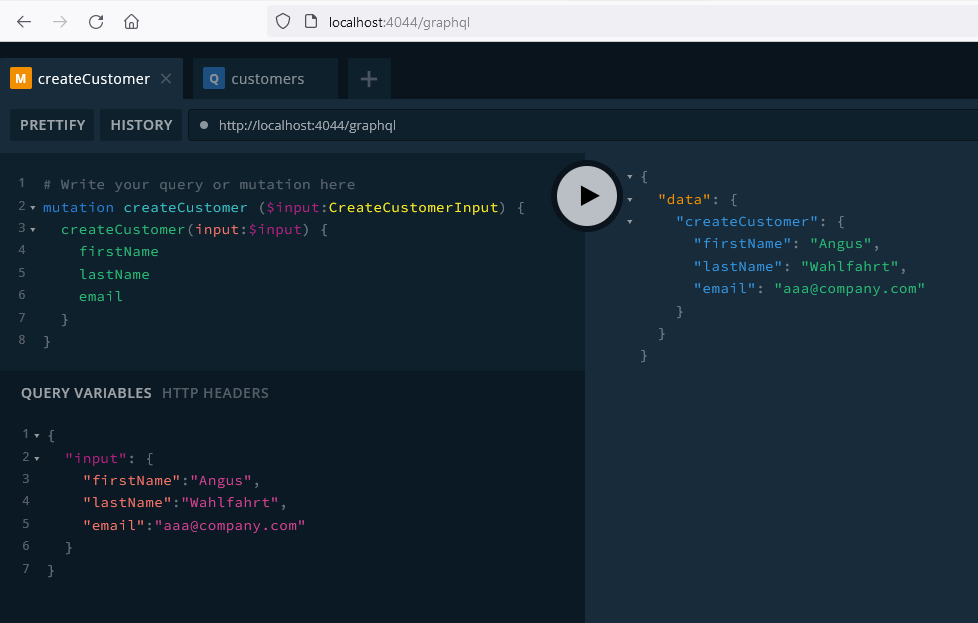 localhost:4044/graphql
M createCustomer
Q customers
PRETTIFY HISTORY http://localhost:4044/graphql
1 # Write your query or mutation here
2 mutation createCustomer ($input:CreateCustomerInput) {
3 createCustomer(input:$input) {
4 firstName
5 lastName
6 email
7 }
8 }
QUERY VARIABLES HTTP HEADERS
1 {
2 "input": {
3 "firstName":"Angus",
4 "lastName":"Wahlfahrt",
5 "email":"aaa@company.com"
6 }
7 }
{
"data": {
"createCustomer": {
"firstName": "Angus",
"lastName": "Wahlfahrt",
"email": "aaa@company.com"
}
}
}